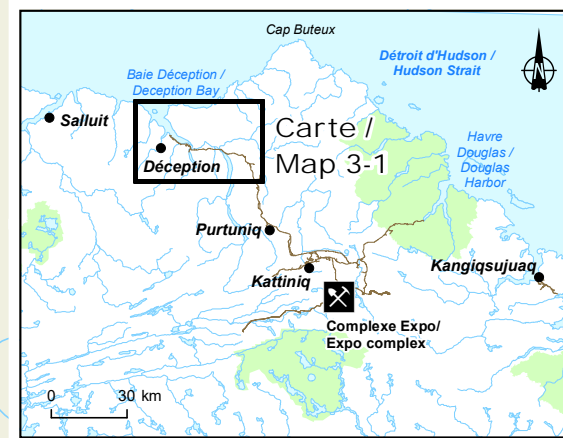 Cap Buteux
Détroit d'Hudson /
Hudson Strait
Baie Déception /
Deception Bay
Salluit
Carte /
Map 3-1
Havre
Douglas /
Douglas
Harbor
Déception
Purtuniq
Kattiniq
Kangiqsujuaq
Complexe Expo/
Expo complex
0 30 km